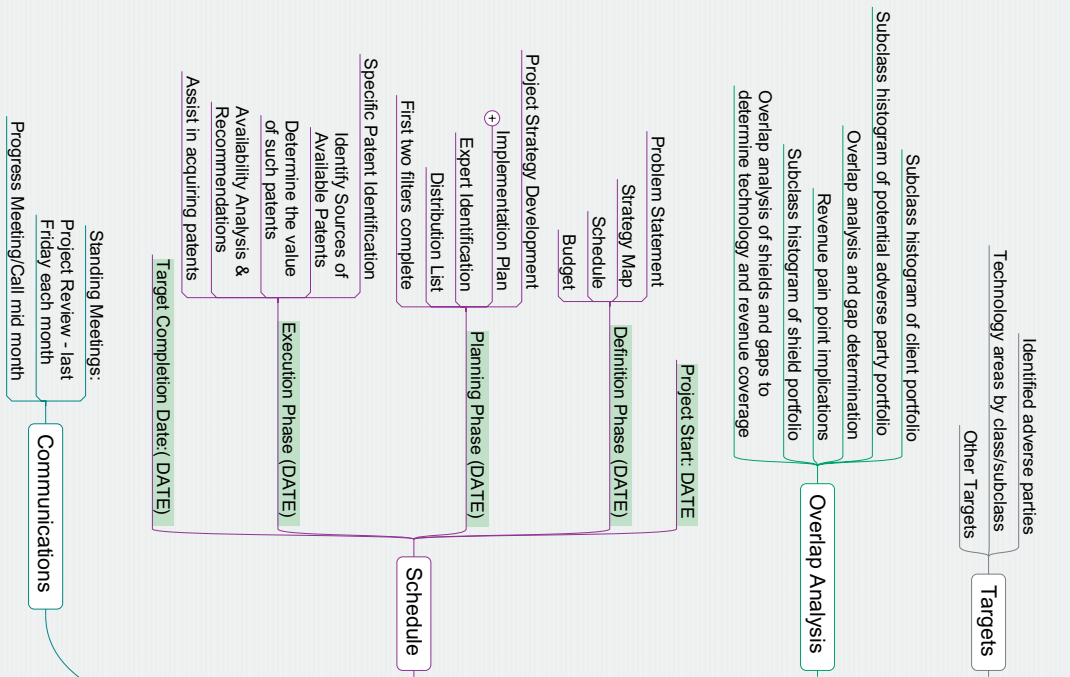 Identified adverse parties
Technology areas by class/subclass
Other Targets
Targets
Subclass histogram of client portfolio
Subclass histogram of potential adverse party portfolio
Overlap analysis and gap determination
Revenue pain point implications
Subclass histogram of shield portfolio
Overlap analysis of shields and gaps to
determine technology and revenue coverage
Overlap Analysis
Project Start: DATE
Problem Statement
Strategy Map
Schedule
Budget
Definition Phase (DATE)
Project Strategy Development
Implementation Plan
Expert Identification
Distribution List
First two filters complete
Planning Phase (DATE)
Specific Patent Identification
Identify Sources of
Available Patents
Determine the value
of such patents
Availability Analysis &
Recommendations
Assist in acquiring patents
Execution Phase (DATE)
Target Completion Date:( DATE)
Schedule
Standing Meetings:
Project Review - last
Friday each month
Progress Meeting/Call mid month
Communications